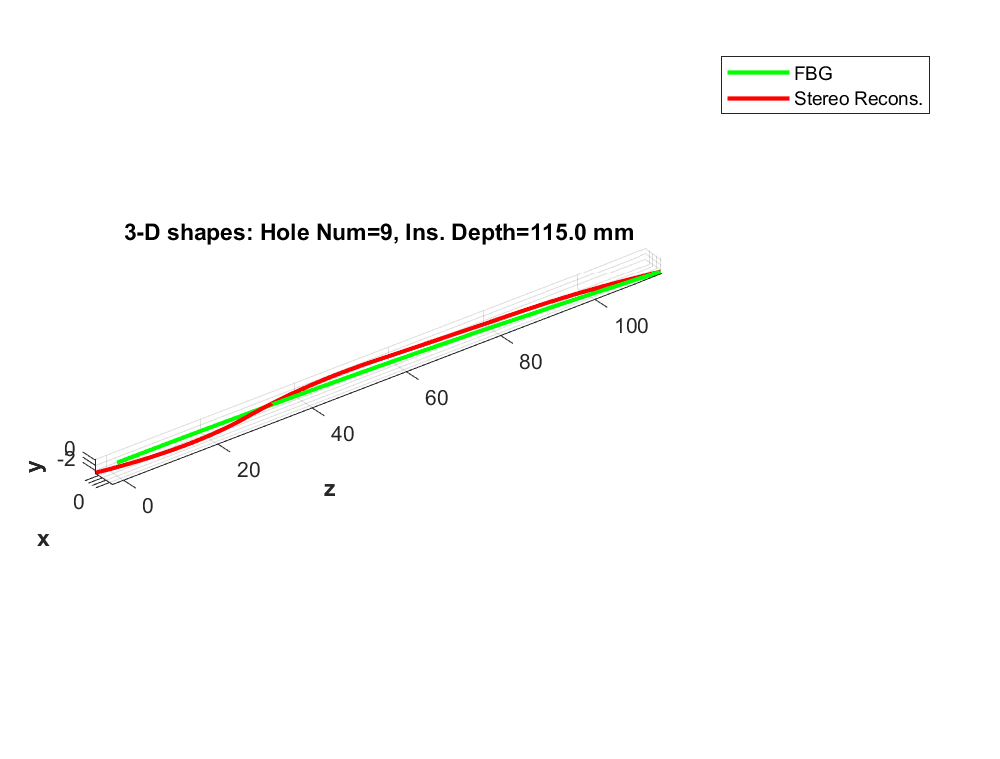 FBG
Stereo Recons.
3-D shapes: Hole Num=9, Ins. Depth=115.0 mm
100
80
60
40
20
0
z
0
-2
y
0
x